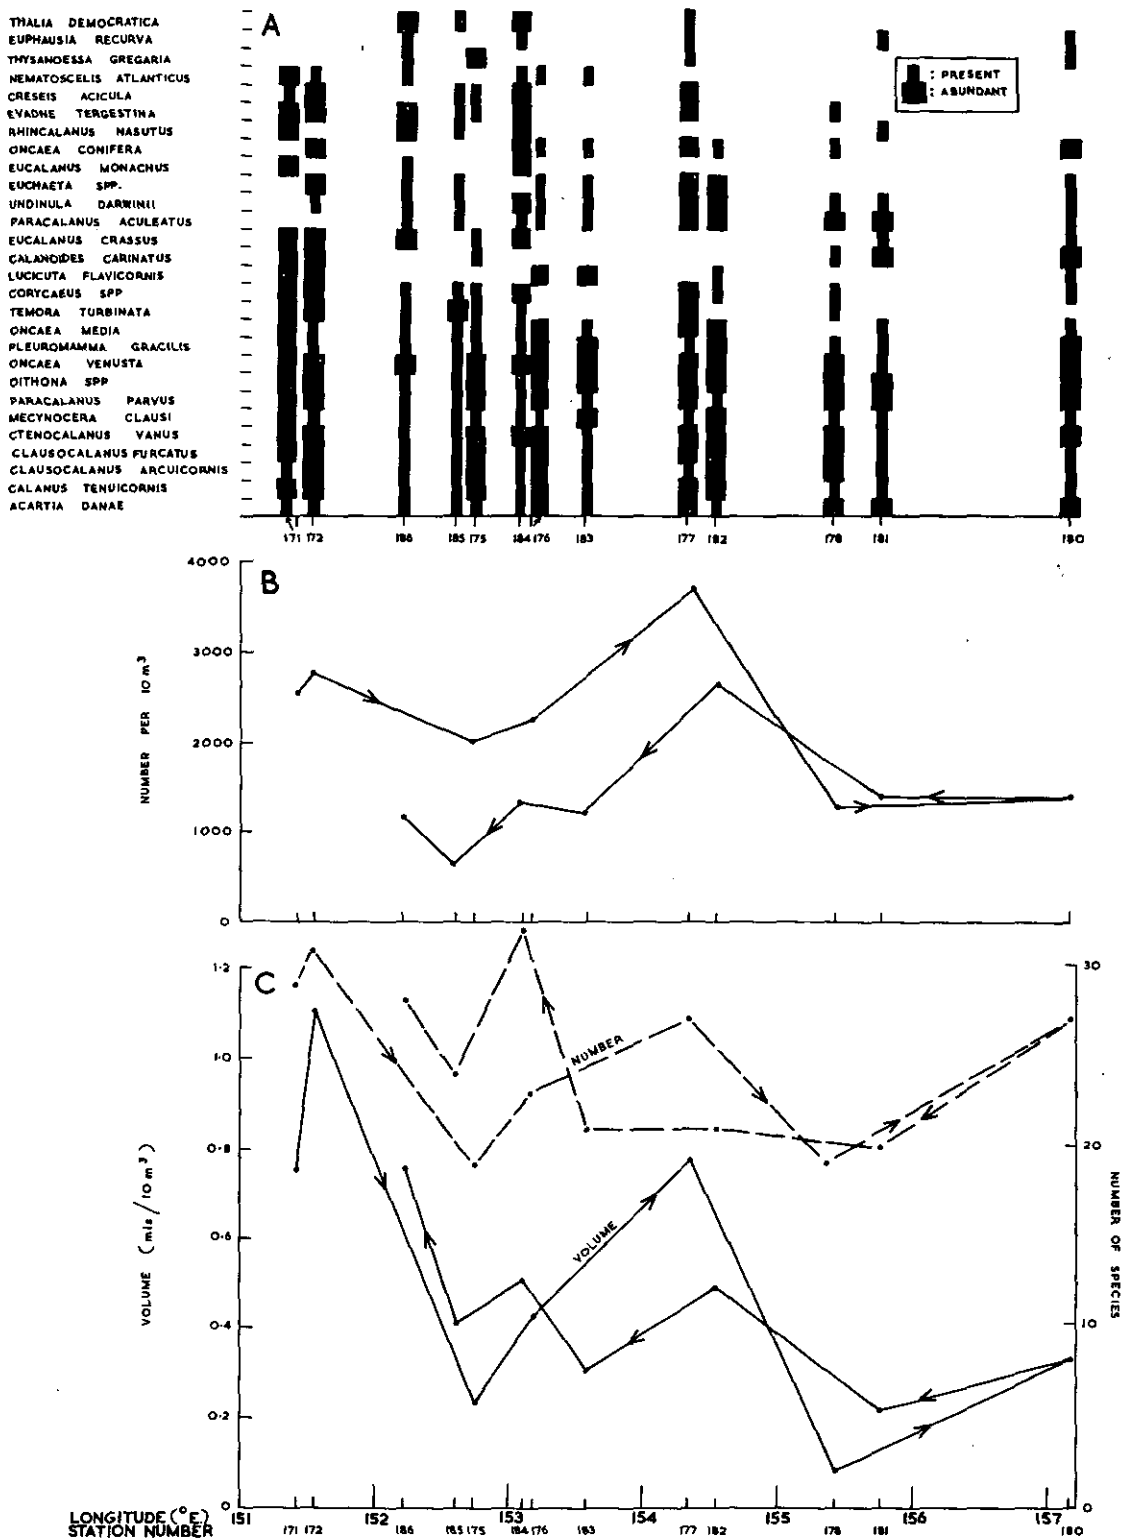 A
THALIA DEMOCRATICA
EUPHAUSIA RECURVA
THYSANOESSA GREGARIA
NEMATOSCELIS ATLANTICUS
CRESEIS ACICULA
EVADNE TERGESTINA
RHINCALANUS NASUTUS
ONCAEA CONIFERA
EUCALANUS MONACHUS
EUCHAETA SPP.
UNDINULA DARWINII
PARACALANUS ACULEATUS
EUCALANUS CRASSUS
CALANOIDES CARINATUS
LUCICUTA FLAVICORNIS
CORYCAEUS SPP
TEMORA TURBINATA
ONCAEA MEDIA
PLEUROMAMMA GRACILIS
ONCAEA VENUSTA
OITHONA SPP
PARACALANUS PARVUS
MECYNOCERA CLAUSI
CTENOCALANUS VANUS
CLAUSOCALANUS FURCATUS
CLAUSOCALANUS ARCUICORNIS
CALANUS TENUICORNIS
ACARTIA DANAE
: PRESENT
: ABUNDANT
171 172 186 185 175 184 176 183 177 182 178 181 180
B
4000
3000
2000
1000
0
NUMBER PER 10 m³
C
1·2
1·0
0·8
0·6
0·4
0·2
0
VOLUME (mls/10 m³)
NUMBER
VOLUME
30
20
10
0
NUMBER OF SPECIES
LONGITUDE (°E.) 151 152 153 154 155 156 157
STATION NUMBER 171 172 186 185 175 184 176 183 177 182 178 181 180